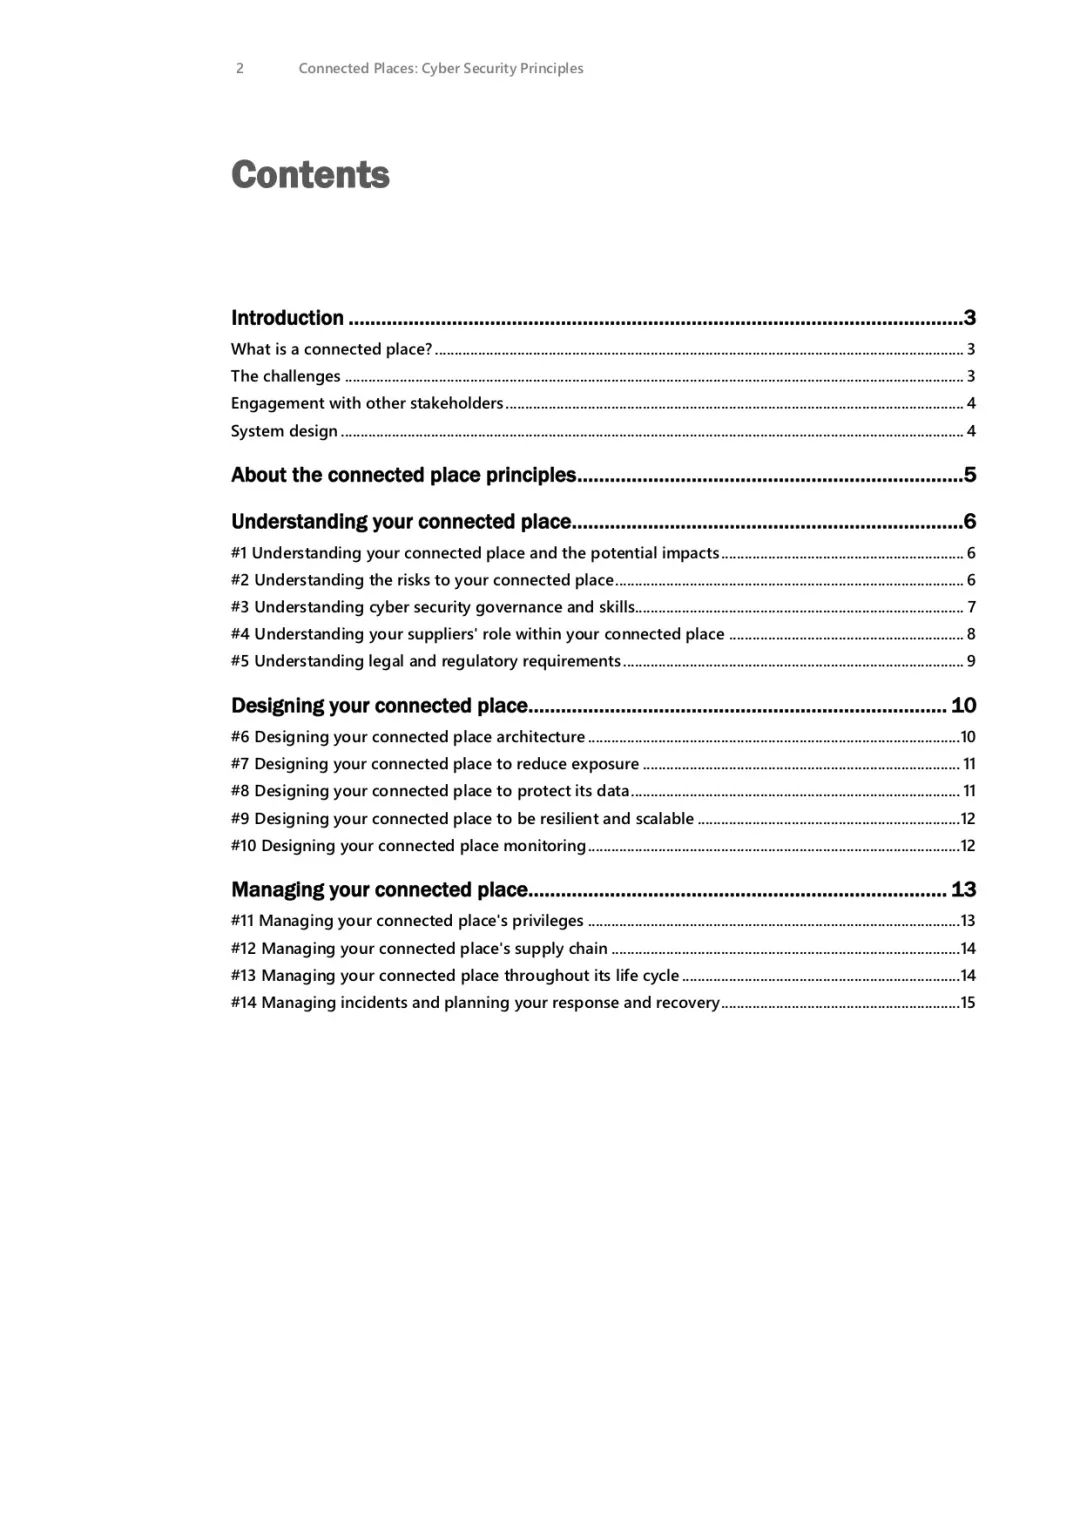 2 Connected Places: Cyber Security Principles
Contents
Introduction ........................................................................................................................3
What is a connected place? ........................................................................................................................ 3
The challenges ........................................................................................................................ 3
Engagement with other stakeholders ........................................................................................................................ 4
System design ........................................................................................................................ 4
About the connected place principles........................................................................5
Understanding your connected place........................................................................6
#1 Understanding your connected place and the potential impacts ............................................................. 6
#2 Understanding the risks to your connected place......................................................................................... 6
#3 Understanding cyber security governance and skills.................................................................................... 7
#4 Understanding your suppliers' role within your connected place ............................................................ 8
#5 Understanding legal and regulatory requirements ....................................................................................... 9
Designing your connected place............................................................................. 10
#6 Designing your connected place architecture ...............................................................................................10
#7 Designing your connected place to reduce exposure ................................................................................. 11
#8 Designing your connected place to protect its data.................................................................................... 11
#9 Designing your connected place to be resilient and scalable ...................................................................12
#10 Designing your connected place monitoring...............................................................................................12
Managing your connected place............................................................................. 13
#11 Managing your connected place's privileges ...............................................................................................13
#12 Managing your connected place's supply chain .........................................................................................14
#13 Managing your connected place throughout its life cycle .......................................................................14
#14 Managing incidents and planning your response and recovery.............................................................15